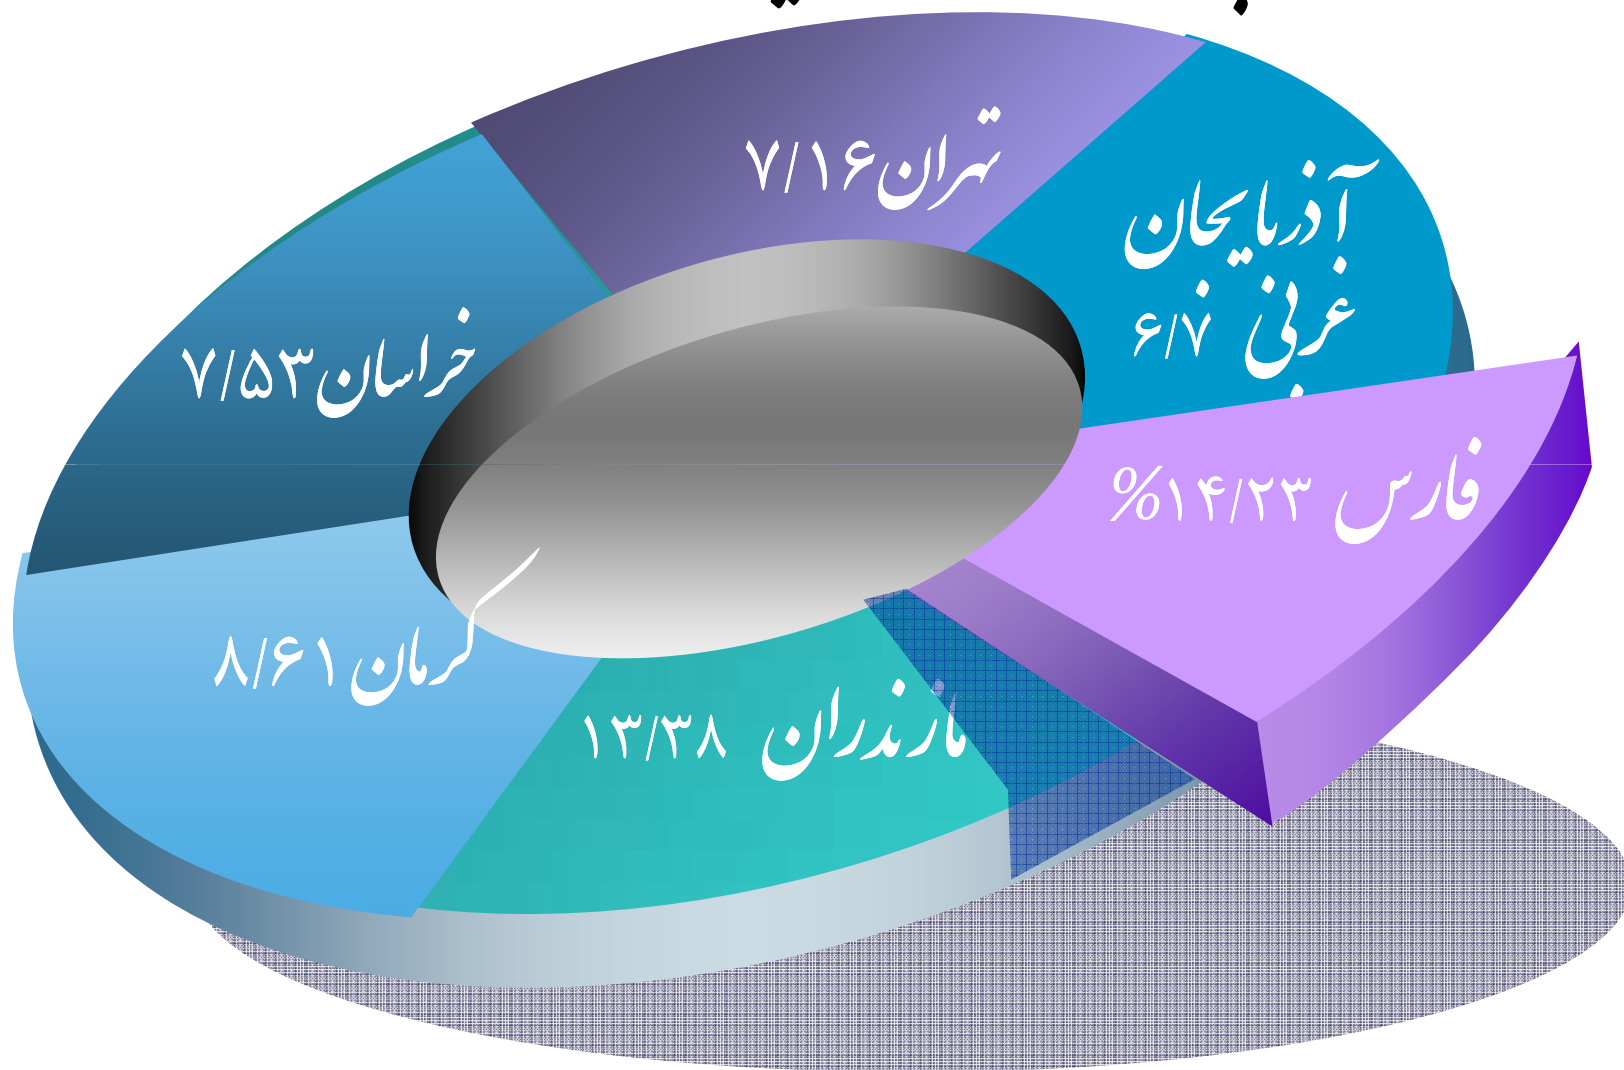 تهران ۷/۱۶
آذربایجان
غربی ۶/۷
خراسان ۷/۵۳
فارس ۱۴/۲۳%
کرمان ۸/۶۱
مازندران ۱۳/۳۸